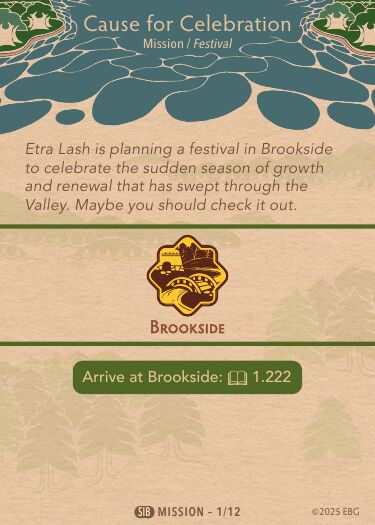 Cause for Celebration
Mission / Festival
Etra Lash is planning a festival in Brookside
to celebrate the sudden season of growth
and renewal that has swept through the
Valley. Maybe you should check it out.
Brookside
Arrive at Brookside: 1.222
SIB MISSION - 1/12
©2025 EBG